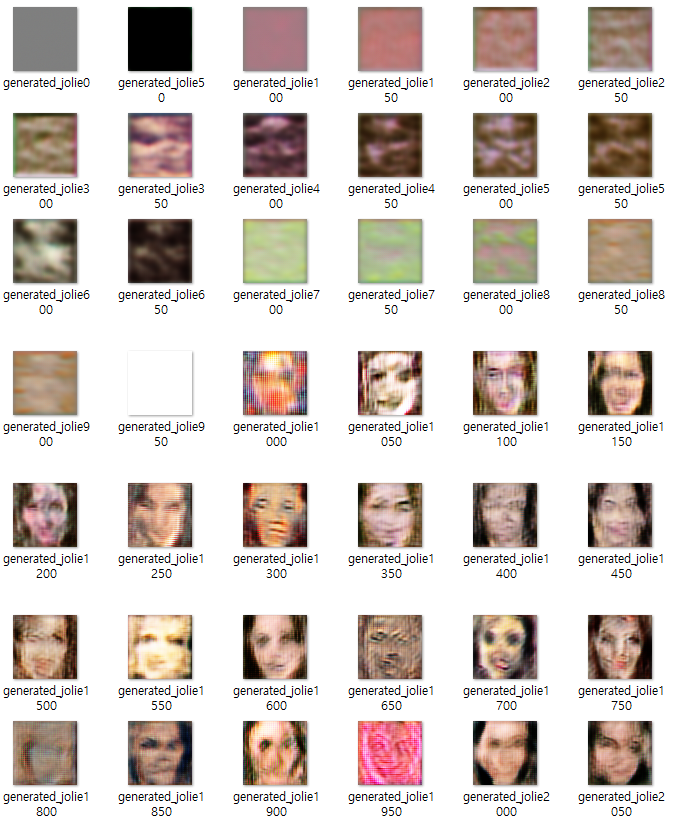 generated_jolie0 generated_jolie5 generated_jolie1 generated_jolie1 generated_jolie2 generated_jolie2
0 00 50 00 50
generated_jolie3 generated_jolie3 generated_jolie4 generated_jolie4 generated_jolie5 generated_jolie5
00 50 00 50 00 50
generated_jolie6 generated_jolie6 generated_jolie7 generated_jolie7 generated_jolie8 generated_jolie8
00 50 00 50 00 50
generated_jolie9 generated_jolie9 generated_jolie1 generated_jolie1 generated_jolie1 generated_jolie1
00 50 000 050 100 150
generated_jolie1 generated_jolie1 generated_jolie1 generated_jolie1 generated_jolie1 generated_jolie1
200 250 300 350 400 450
generated_jolie1 generated_jolie1 generated_jolie1 generated_jolie1 generated_jolie1 generated_jolie1
500 550 600 650 700 750
generated_jolie1 generated_jolie1 generated_jolie1 generated_jolie1 generated_jolie2 generated_jolie2
800 850 900 950 000 050